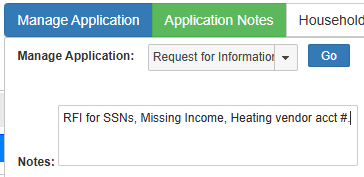 Manage Application Application Notes Household
Manage Application: Request for Information Go
RFI for SSNs, Missing Income, Heating vendor acct #.
Notes: